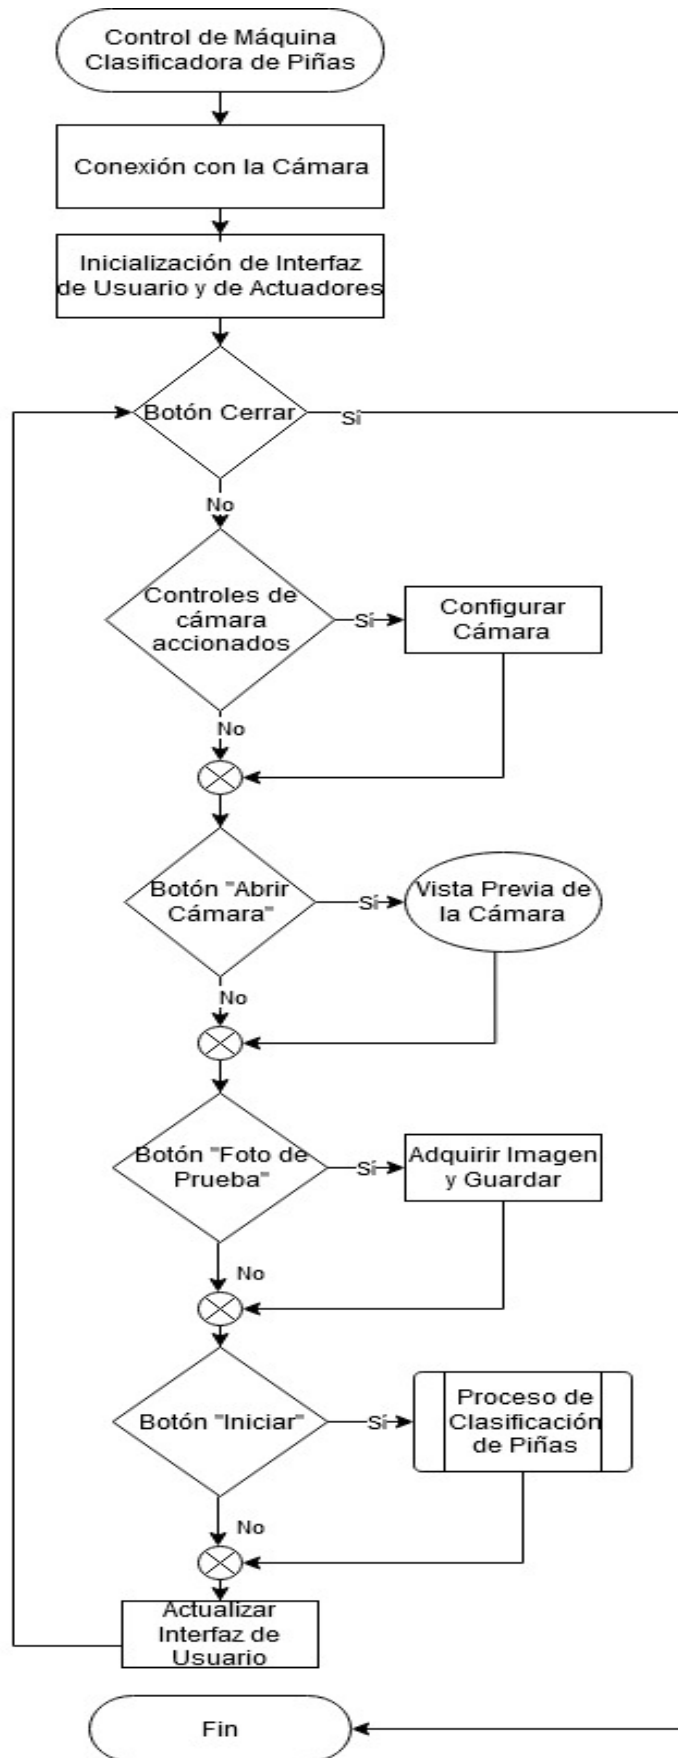 Control de Máquina
Clasificadora de Piñas
Conexión con la Cámara
Inicialización de Interfaz
de Usuario y de Actuadores
Botón Cerrar
Sí
No
Controles de
cámara
accionados
Sí
Configurar
Cámara
No
Botón "Abrir
Cámara"
Sí
Vista Previa de
la Cámara
No
Botón "Foto de
Prueba"
Sí
Adquirir Imagen
y Guardar
No
Botón "Iniciar"
Sí
Proceso de
Clasificación
de Piñas
No
Actualizar
Interfaz de
Usuario
Fin